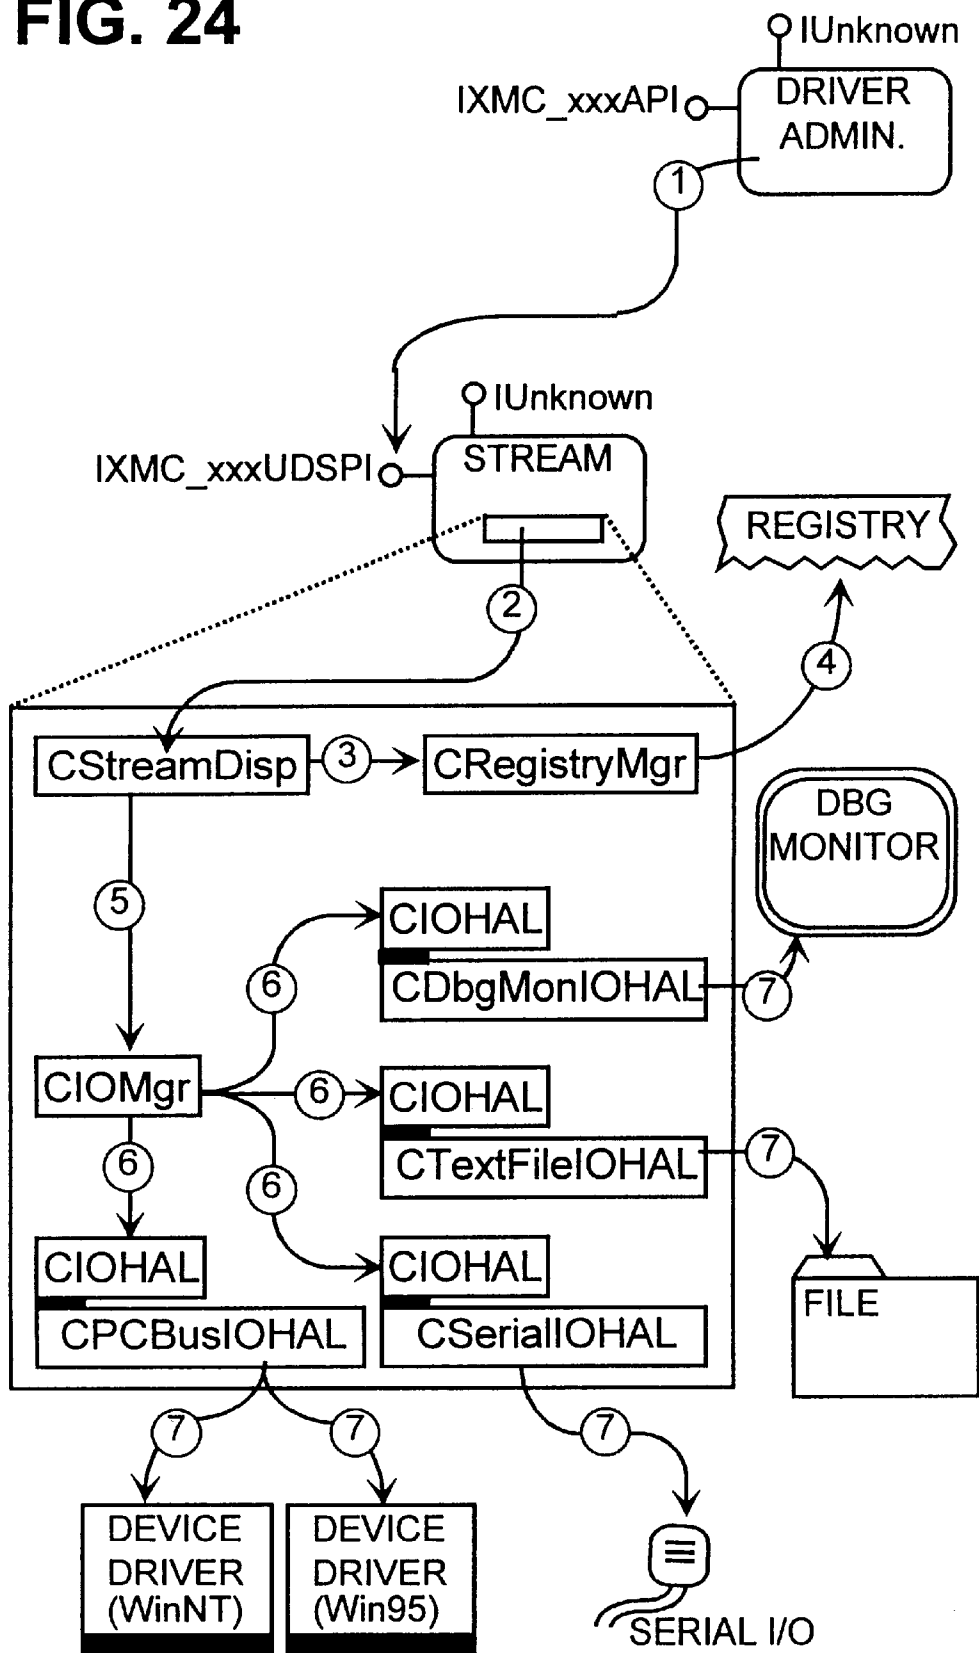 FIG. 24
IUnknown
IXMC_xxxAPI
DRIVER
ADMIN.
1
IUnknown
IXMC_xxxUDSPI
STREAM
REGISTRY
2
4
CStreamDisp
3
CRegistryMgr
DBG
MONITOR
5
CIOHAL
6
CDbgMonIOHAL
7
CIOMgr
6
CIOHAL
CTextFileIOHAL
7
6
6
CIOHAL
CPCBusIOHAL
CIOHAL
CSerialIOHAL
FILE
7
7
7
DEVICE
DRIVER
(WinNT)
DEVICE
DRIVER
(Win95)
SERIAL I/O